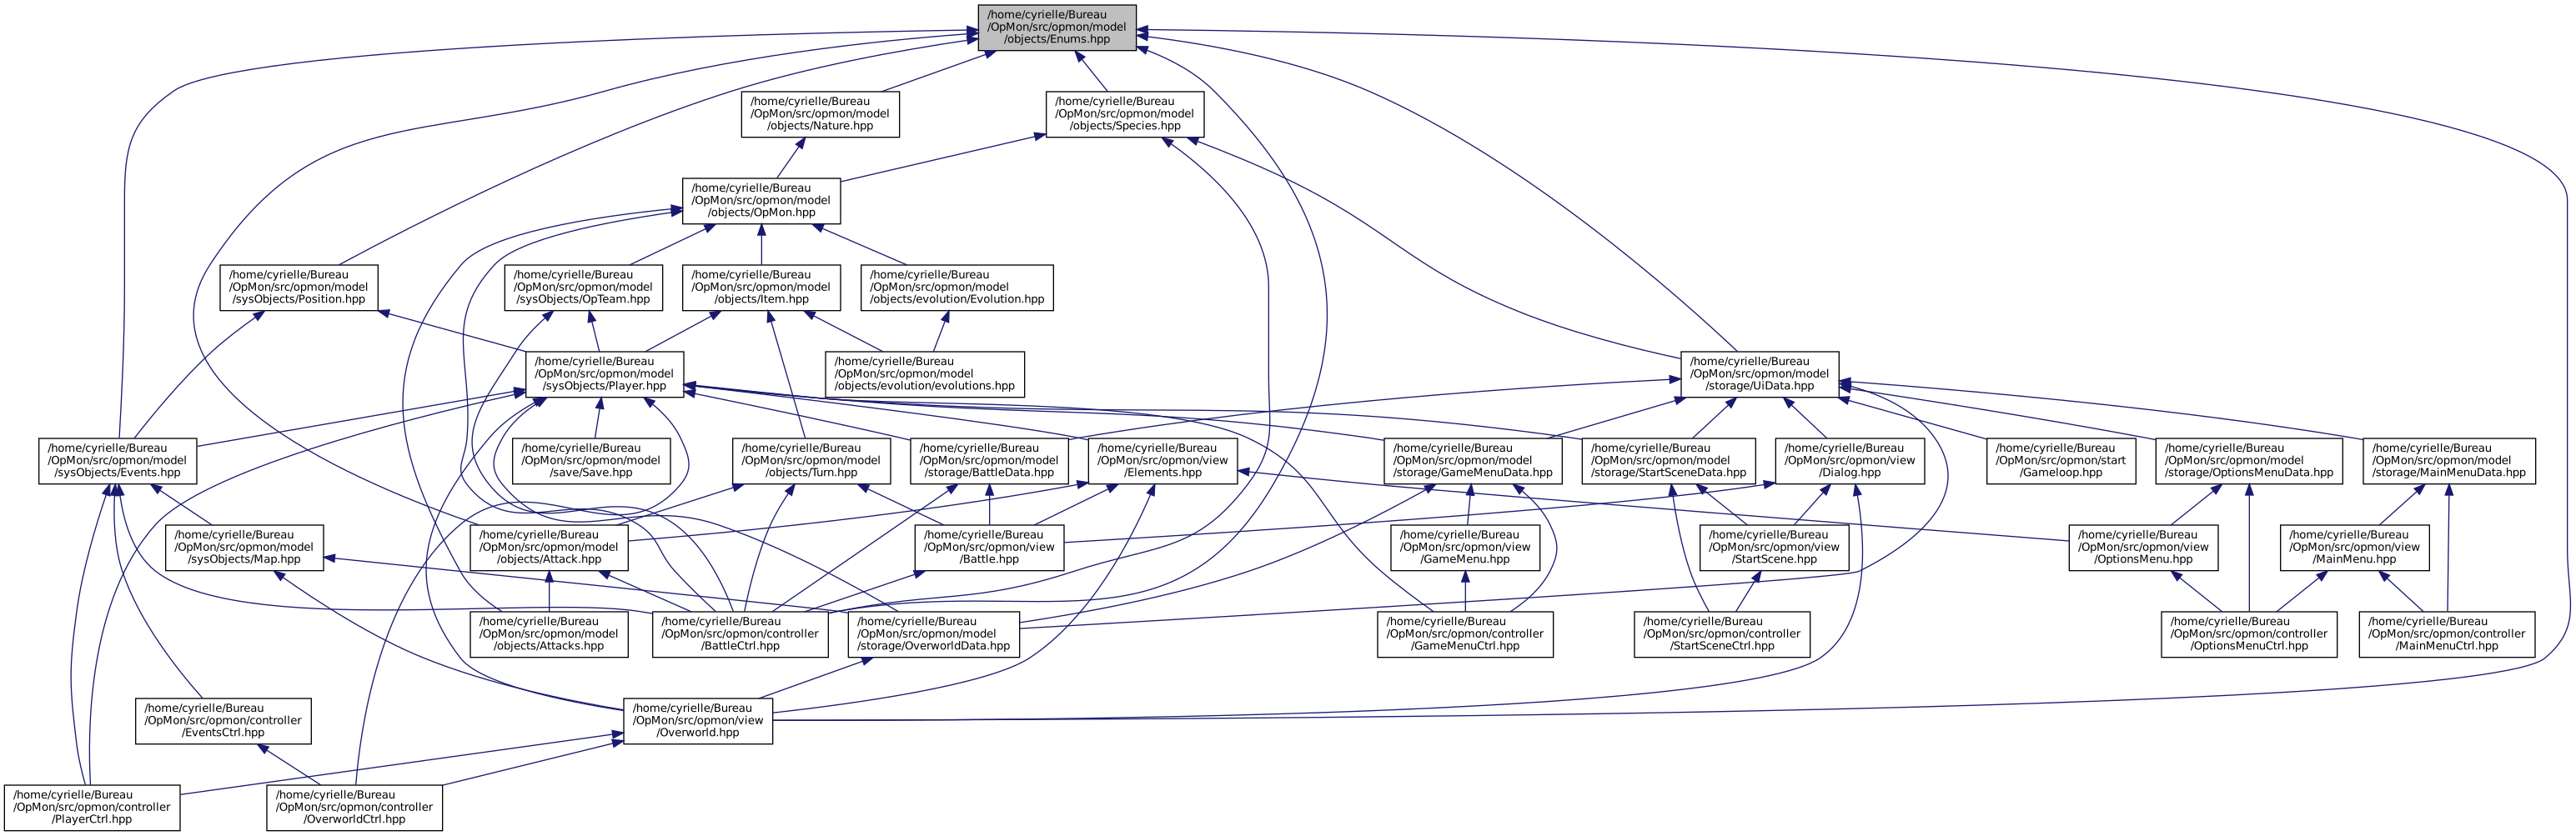 /home/cyrielle/Bureau
/OpMon/src/opmon/model
/objects/Enums.hpp
/home/cyrielle/Bureau
/OpMon/src/opmon/model
/objects/Nature.hpp
/home/cyrielle/Bureau
/OpMon/src/opmon/model
/objects/Species.hpp
/home/cyrielle/Bureau
/OpMon/src/opmon/model
/objects/OpMon.hpp
/home/cyrielle/Bureau
/OpMon/src/opmon/model
/sysObjects/Position.hpp
/home/cyrielle/Bureau
/OpMon/src/opmon/model
/sysObjects/OpTeam.hpp
/home/cyrielle/Bureau
/OpMon/src/opmon/model
/objects/Item.hpp
/home/cyrielle/Bureau
/OpMon/src/opmon/model
/objects/evolution/Evolution.hpp
/home/cyrielle/Bureau
/OpMon/src/opmon/model
/sysObjects/Player.hpp
/home/cyrielle/Bureau
/OpMon/src/opmon/model
/objects/evolution/evolutions.hpp
/home/cyrielle/Bureau
/OpMon/src/opmon/model
/storage/UiData.hpp
/home/cyrielle/Bureau
/OpMon/src/opmon/model
/sysObjects/Events.hpp
/home/cyrielle/Bureau
/OpMon/src/opmon/model
/save/Save.hpp
/home/cyrielle/Bureau
/OpMon/src/opmon/model
/objects/Turn.hpp
/home/cyrielle/Bureau
/OpMon/src/opmon/model
/storage/BattleData.hpp
/home/cyrielle/Bureau
/OpMon/src/opmon/view
/Elements.hpp
/home/cyrielle/Bureau
/OpMon/src/opmon/model
/storage/GameMenuData.hpp
/home/cyrielle/Bureau
/OpMon/src/opmon/model
/storage/StartSceneData.hpp
/home/cyrielle/Bureau
/OpMon/src/opmon/view
/Dialog.hpp
/home/cyrielle/Bureau
/OpMon/src/opmon/start
/Gameloop.hpp
/home/cyrielle/Bureau
/OpMon/src/opmon/model
/storage/OptionsMenuData.hpp
/home/cyrielle/Bureau
/OpMon/src/opmon/model
/storage/MainMenuData.hpp
/home/cyrielle/Bureau
/OpMon/src/opmon/model
/sysObjects/Map.hpp
/home/cyrielle/Bureau
/OpMon/src/opmon/model
/objects/Attack.hpp
/home/cyrielle/Bureau
/OpMon/src/opmon/view
/Battle.hpp
/home/cyrielle/Bureau
/OpMon/src/opmon/view
/GameMenu.hpp
/home/cyrielle/Bureau
/OpMon/src/opmon/view
/StartScene.hpp
/home/cyrielle/Bureau
/OpMon/src/opmon/view
/OptionsMenu.hpp
/home/cyrielle/Bureau
/OpMon/src/opmon/view
/MainMenu.hpp
/home/cyrielle/Bureau
/OpMon/src/opmon/model
/objects/Attacks.hpp
/home/cyrielle/Bureau
/OpMon/src/opmon/controller
/BattleCtrl.hpp
/home/cyrielle/Bureau
/OpMon/src/opmon/model
/storage/OverworldData.hpp
/home/cyrielle/Bureau
/OpMon/src/opmon/controller
/GameMenuCtrl.hpp
/home/cyrielle/Bureau
/OpMon/src/opmon/controller
/StartSceneCtrl.hpp
/home/cyrielle/Bureau
/OpMon/src/opmon/controller
/OptionsMenuCtrl.hpp
/home/cyrielle/Bureau
/OpMon/src/opmon/controller
/MainMenuCtrl.hpp
/home/cyrielle/Bureau
/OpMon/src/opmon/controller
/EventsCtrl.hpp
/home/cyrielle/Bureau
/OpMon/src/opmon/view
/Overworld.hpp
/home/cyrielle/Bureau
/OpMon/src/opmon/controller
/PlayerCtrl.hpp
/home/cyrielle/Bureau
/OpMon/src/opmon/controller
/OverworldCtrl.hpp